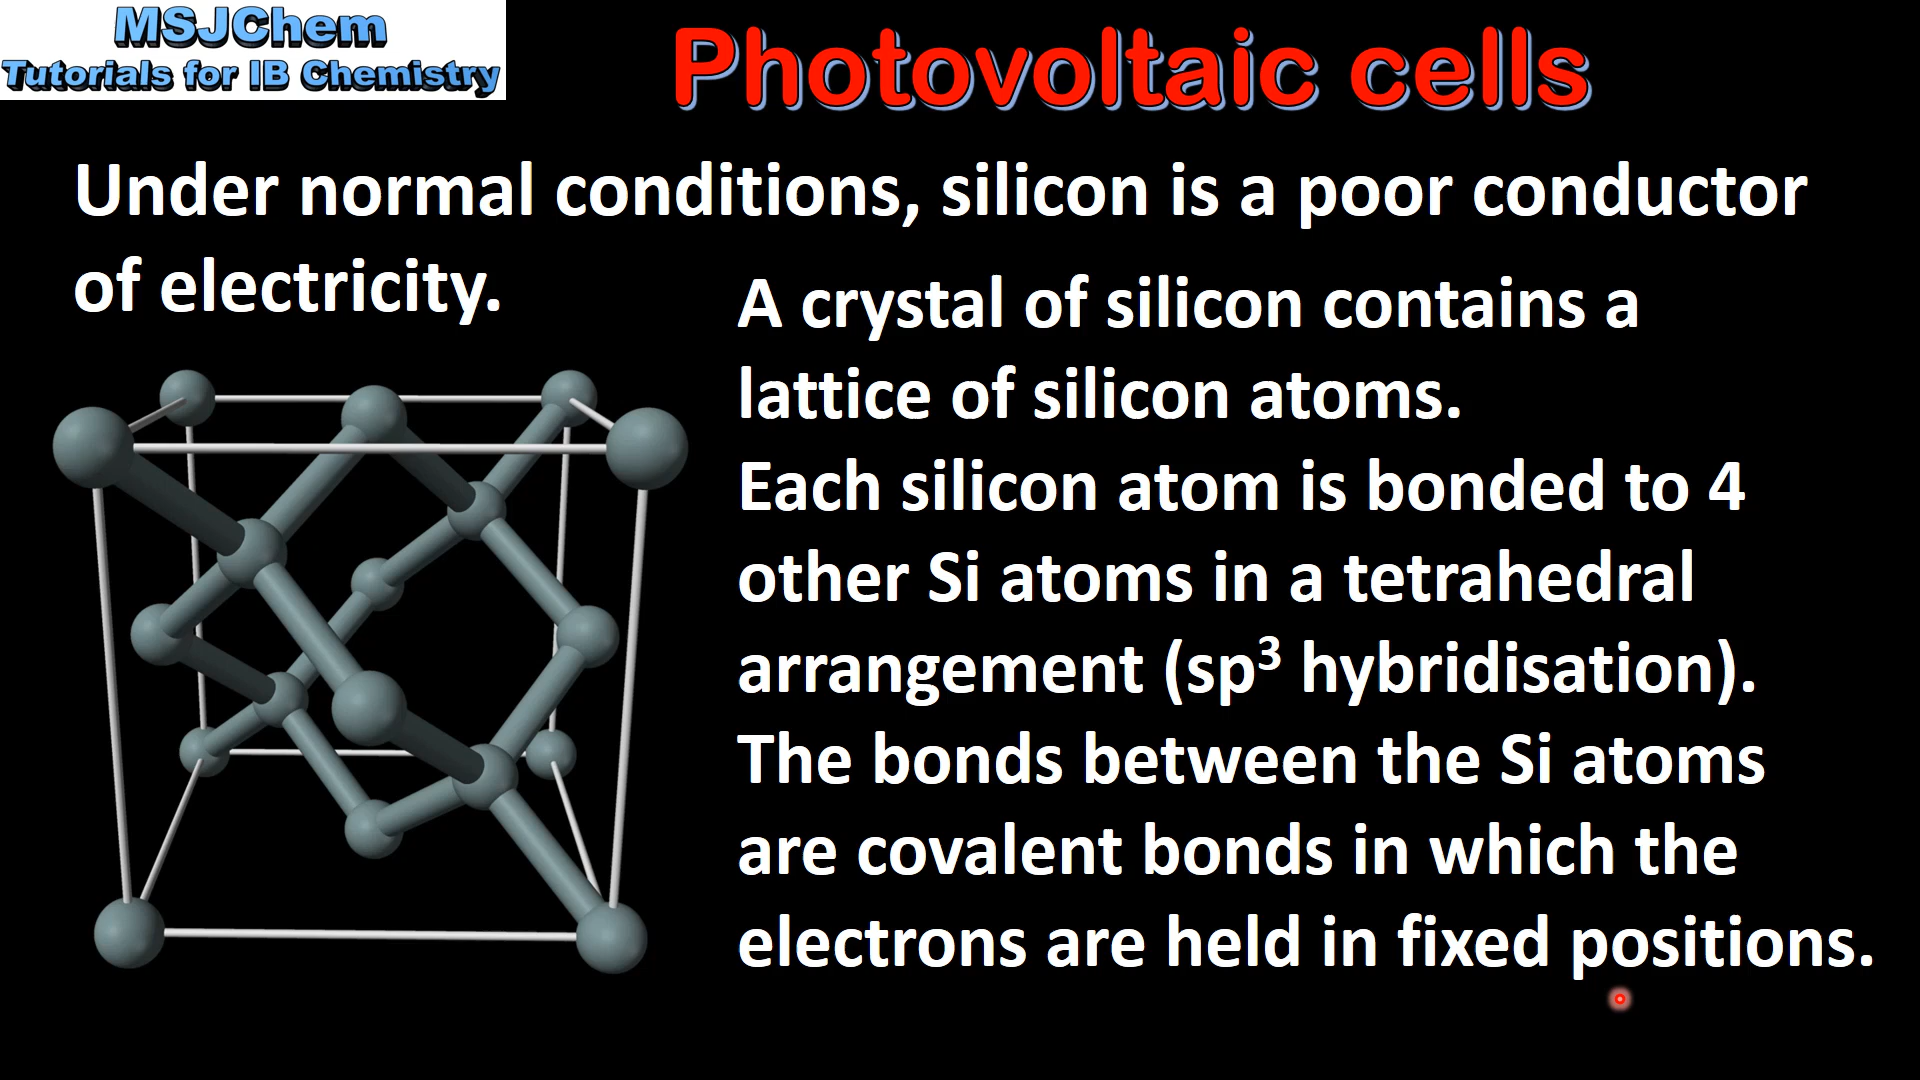 MSJChem
Tutorials for IB Chemistry
Photovoltaic cells
Under normal conditions, silicon is a poor conductor
of electricity.
A crystal of silicon contains a
lattice of silicon atoms.
Each silicon atom is bonded to 4
other Si atoms in a tetrahedral
arrangement (sp³ hybridisation).
The bonds between the Si atoms
are covalent bonds in which the
electrons are held in fixed positions.